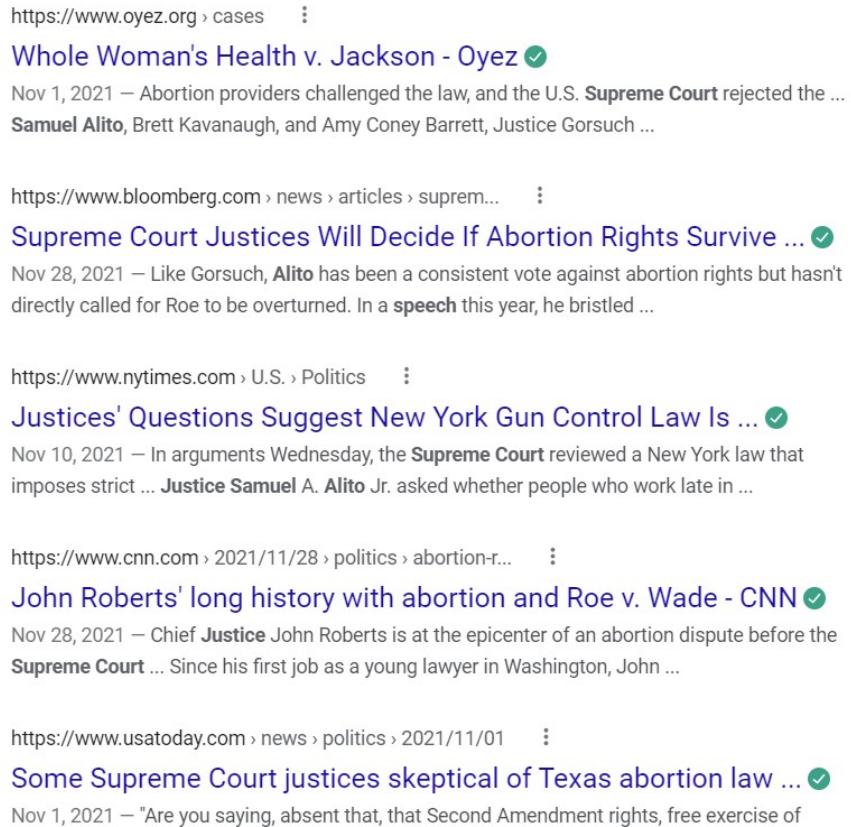 https://www.oyez.org › cases
Whole Woman's Health v. Jackson - Oyez
Nov 1, 2021 — Abortion providers challenged the law, and the U.S. Supreme Court rejected the ...
Samuel Alito, Brett Kavanaugh, and Amy Coney Barrett, Justice Gorsuch ...
https://www.bloomberg.com › news › articles › suprem...
Supreme Court Justices Will Decide If Abortion Rights Survive ...
Nov 28, 2021 — Like Gorsuch, Alito has been a consistent vote against abortion rights but hasn't
directly called for Roe to be overturned. In a speech this year, he bristled ...
https://www.nytimes.com › U.S. › Politics
Justices' Questions Suggest New York Gun Control Law Is ...
Nov 10, 2021 — In arguments Wednesday, the Supreme Court reviewed a New York law that
imposes strict ... Justice Samuel A. Alito Jr. asked whether people who work late in ...
https://www.cnn.com › 2021/11/28 › politics › abortion-r...
John Roberts' long history with abortion and Roe v. Wade - CNN
Nov 28, 2021 — Chief Justice John Roberts is at the epicenter of an abortion dispute before the
Supreme Court ... Since his first job as a young lawyer in Washington, John ...
https://www.usatoday.com › news › politics › 2021/11/01
Some Supreme Court justices skeptical of Texas abortion law ...
Nov 1, 2021 — "Are you saying, absent that, that Second Amendment rights, free exercise of